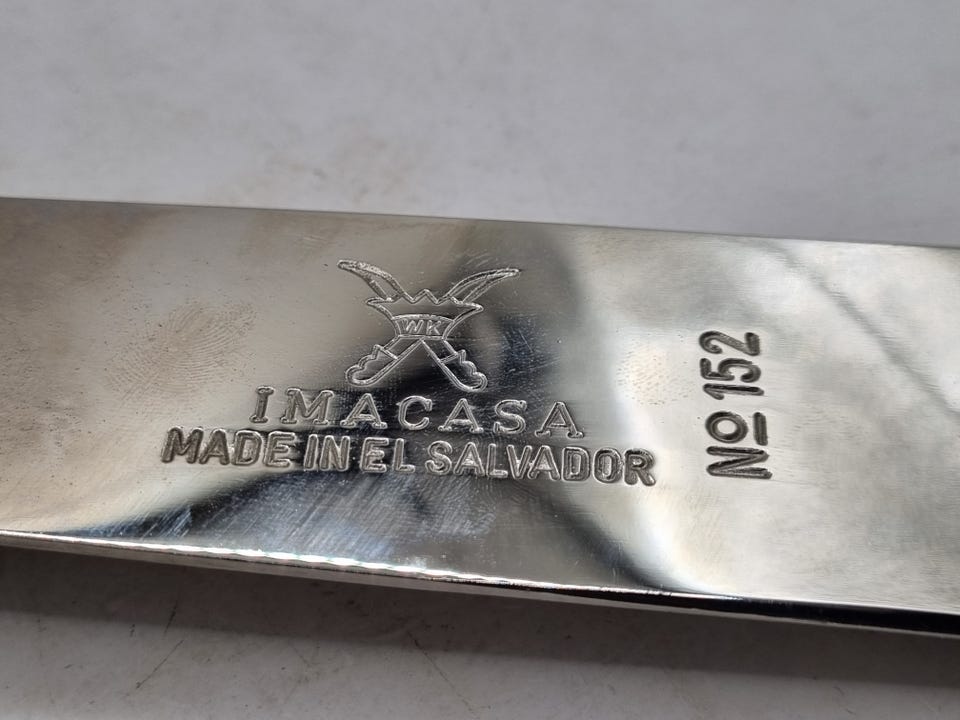 WK
IMACASA
MADE IN EL SALVADOR
Nº 152